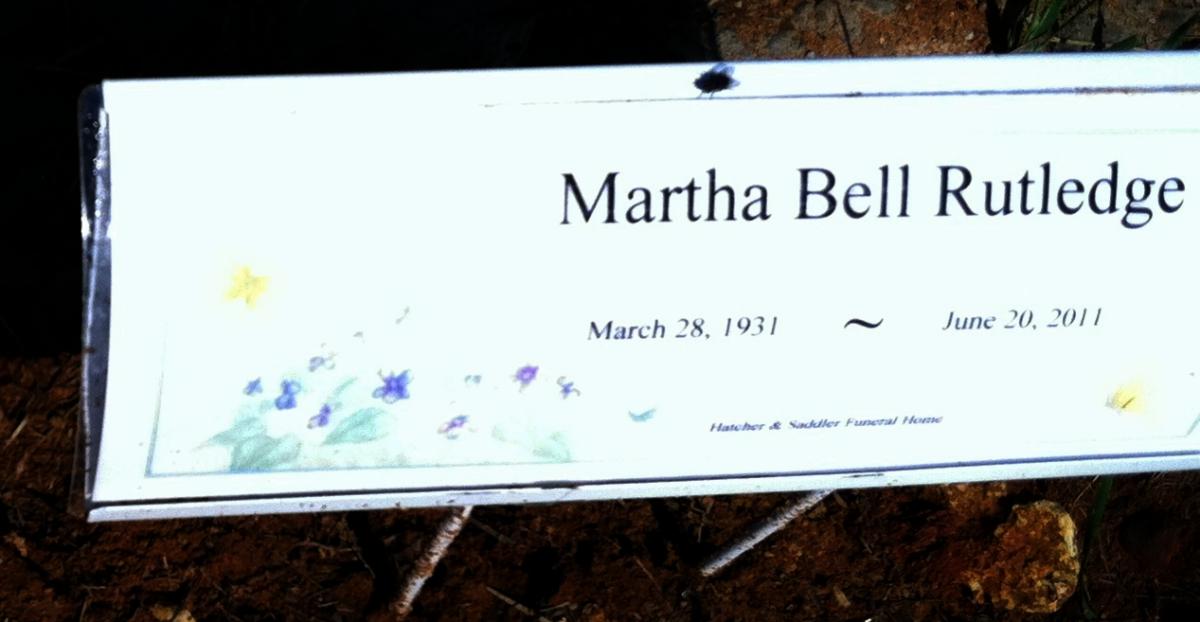 Martha Bell Rutledge
March 28, 1931 ~ June 20, 2011
Hatcher & Saddler Funeral Home